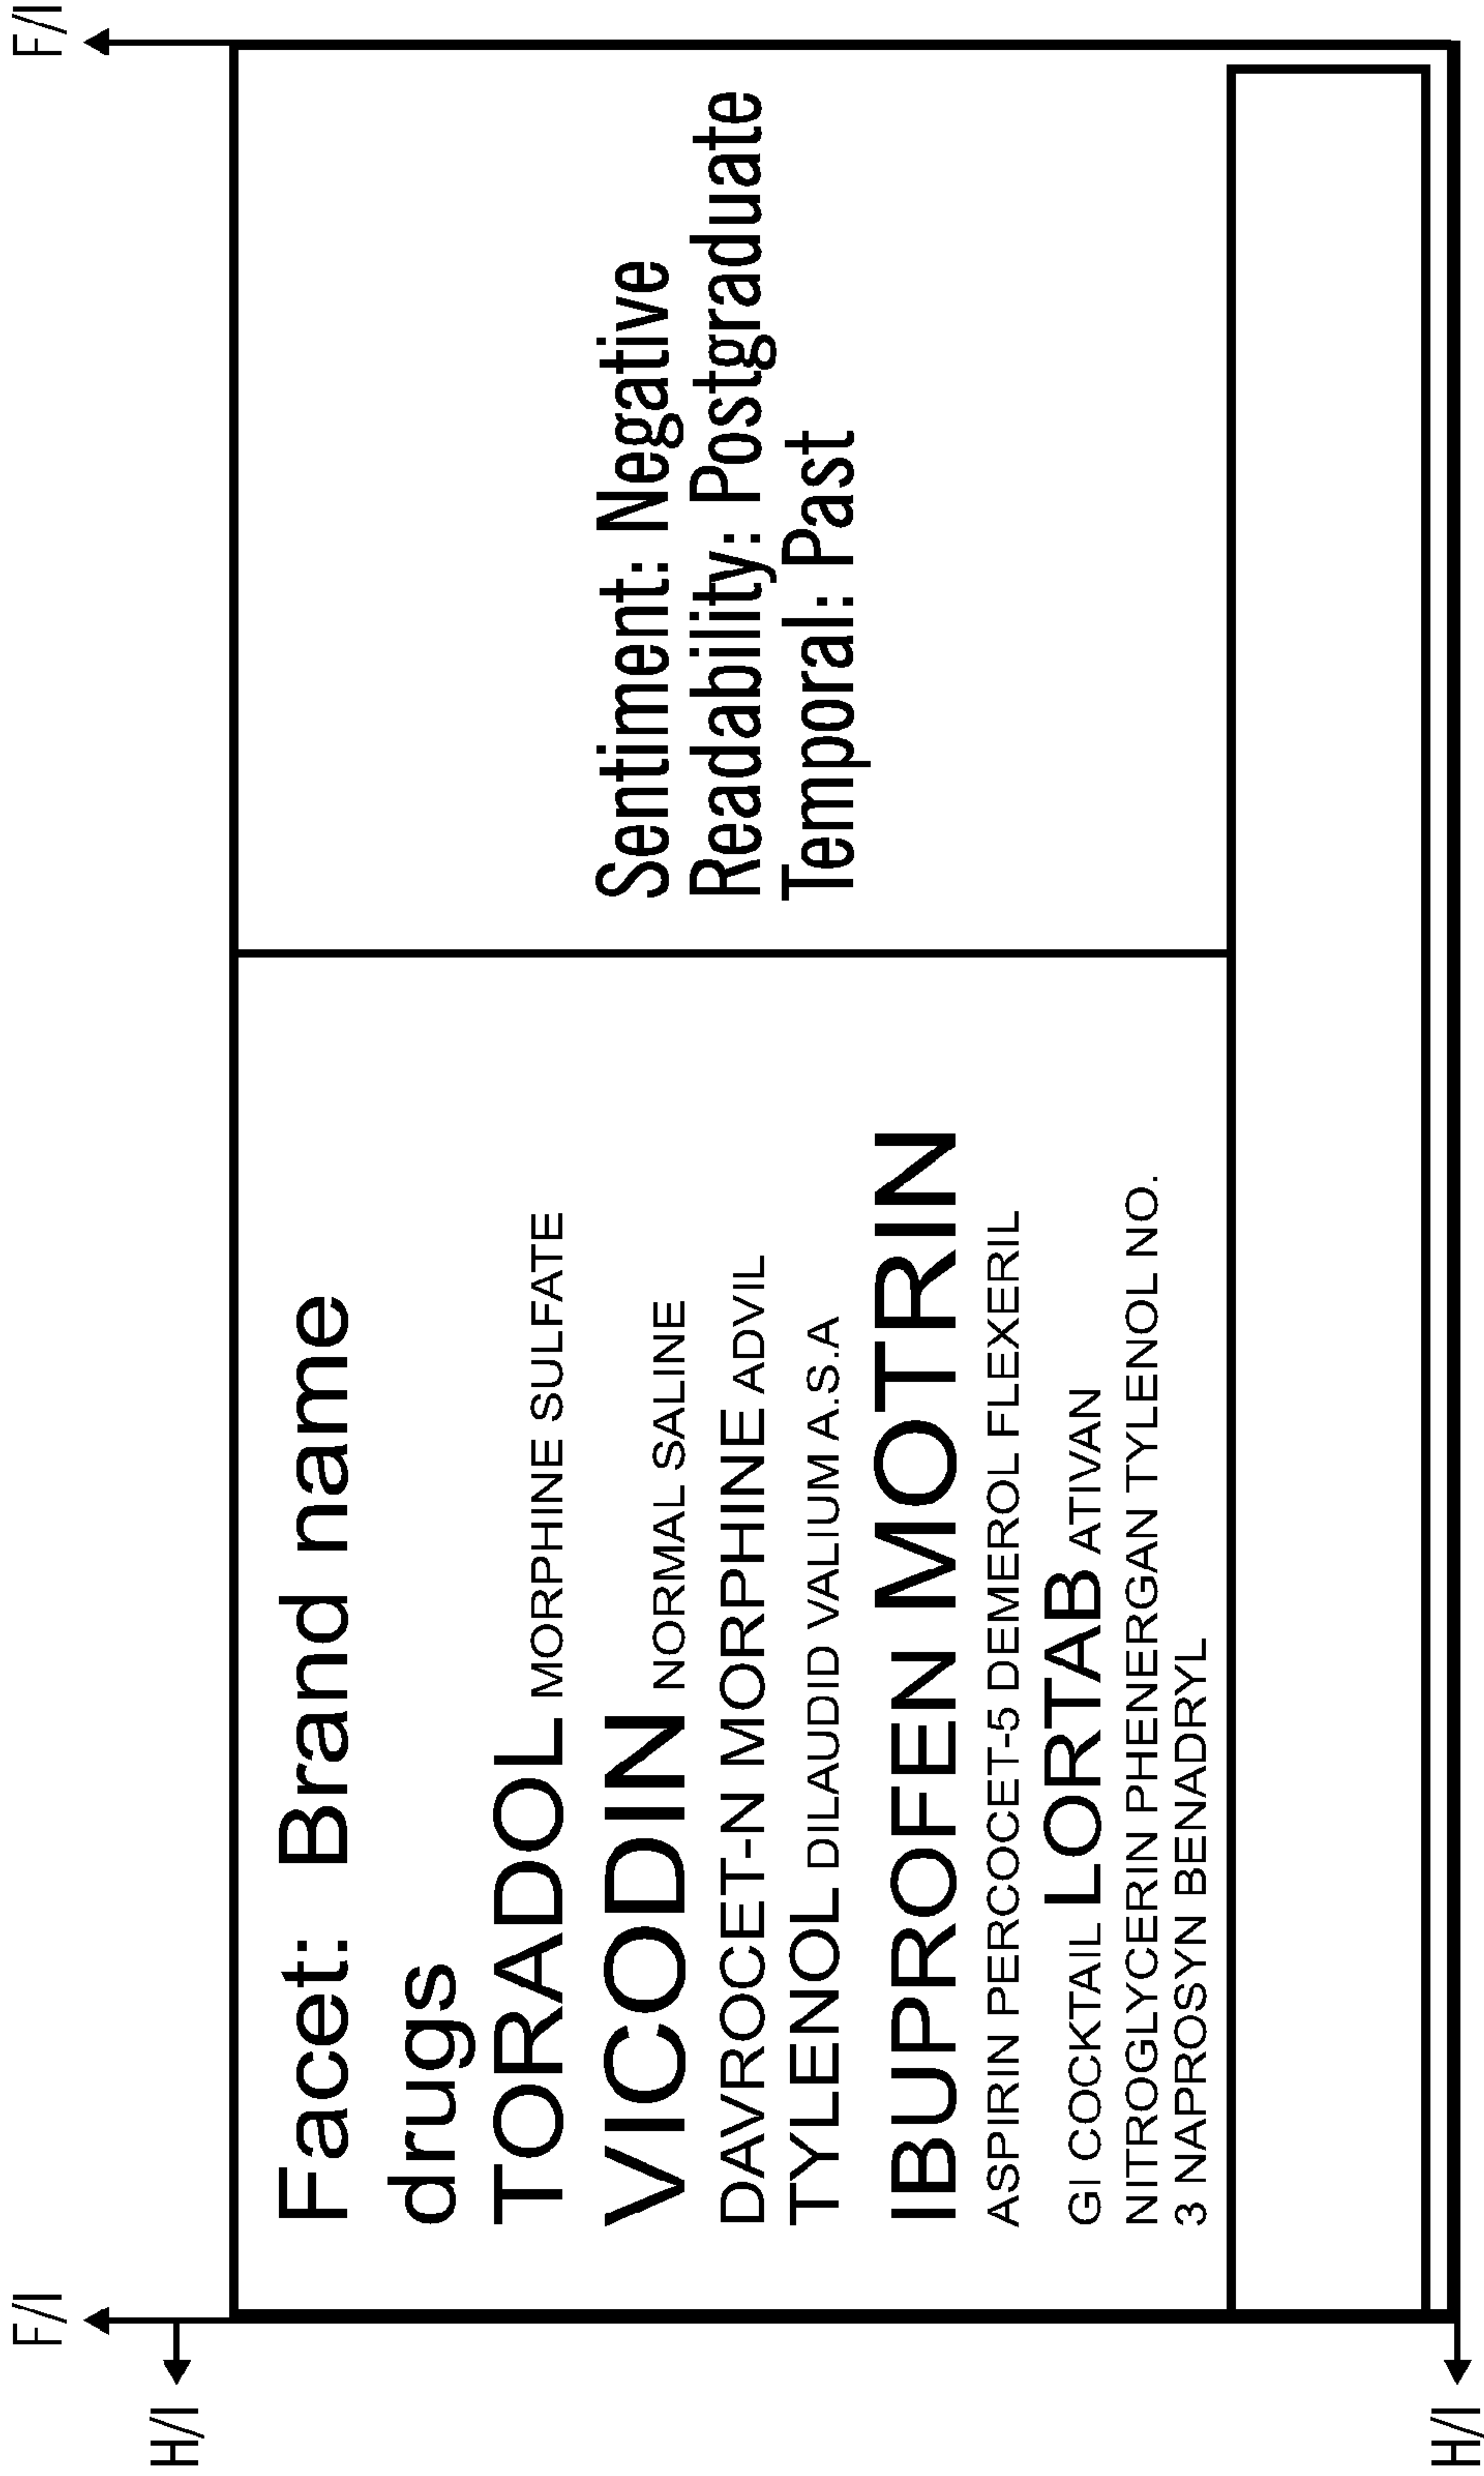 F/I
F/I
H/I
Facet: Brand name
drugs
TORADOL MORPHINE SULFATE
VICODIN NORMAL SALINE
DAVROCET-N MORPHINE ADVIL
TYLENOL DILAUDID VALIUM A.S.A
IBUPROFEN MOTRIN
ASPIRIN PERCOCET-5 DEMEROL FLEXERIL
GI COCKTAIL LORTAB ATIVAN
NITROGLYCERIN PHENERGAN TYLENOL NO.
3 NAPROSYN BENADRYL
Sentiment: Negative
Readability: Postgraduate
Temporal: Past
H/I